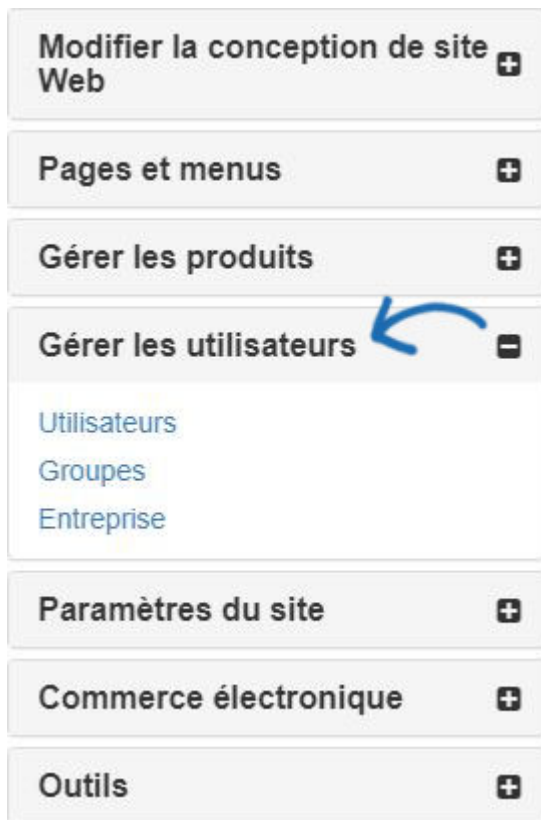 Modifier la conception de site
Web
Pages et menus
Gérer les produits
Gérer les utilisateurs
Utilisateurs
Groupes
Entreprise
Paramètres du site
Commerce électronique
Outils